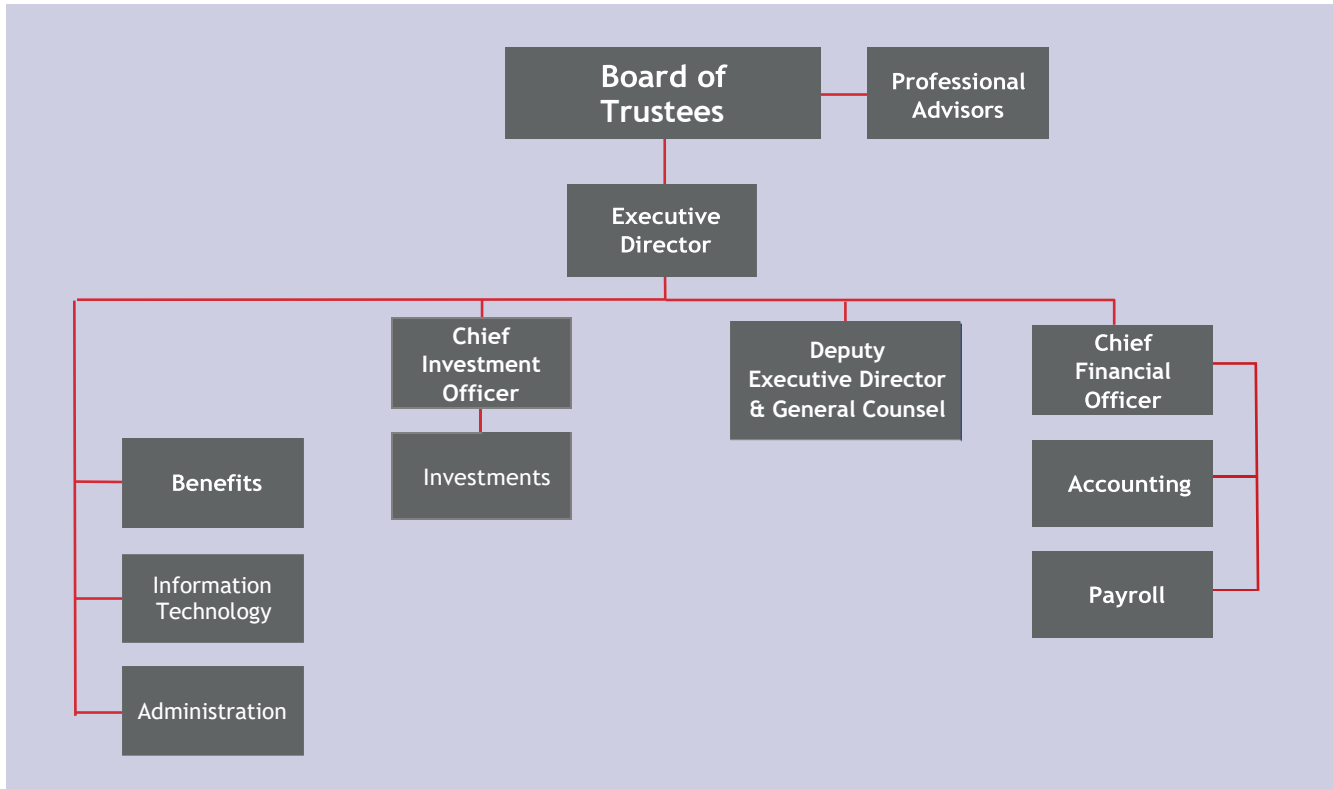 Board of
Trustees
Professional
Advisors
Executive
Director
Chief
Investment
Officer
Deputy
Executive Director
& General Counsel
Chief
Financial
Officer
Benefits
Investments
Accounting
Information
Technology
Payroll
Administration